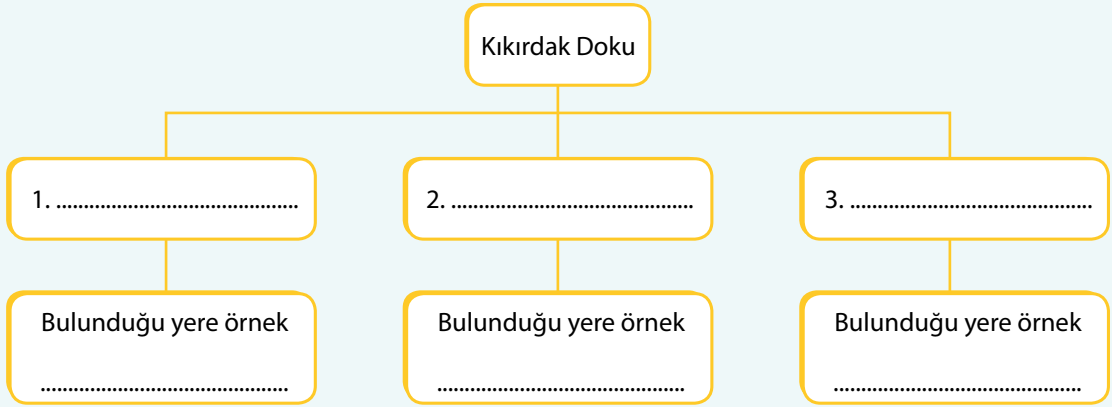 Kıkırdak Doku
1. ............................................
2. ............................................
3. ............................................
Bulunduğu yere örnek
.............................................
Bulunduğu yere örnek
.............................................
Bulunduğu yere örnek
.............................................